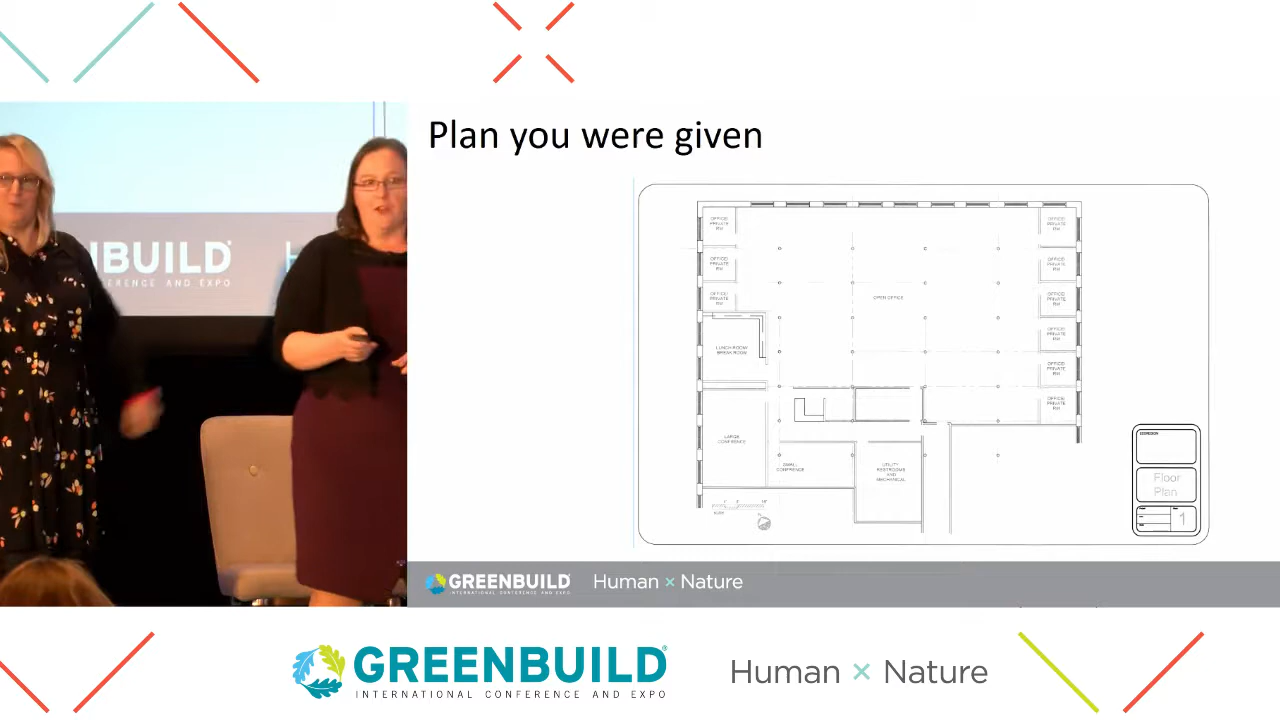 Plan you were given
NBUILD
ERENCE AND EXPO
H
OFFICE/
PRIVATE
RM
OFFICE/
PRIVATE
RM
OFFICE/
PRIVATE
RM
OFFICE/
PRIVATE
RM
OFFICE/
PRIVATE
RM
OFFICE/
PRIVATE
RM
OFFICE/
PRIVATE
RM
OFFICE/
PRIVATE
RM
OFFICE/
PRIVATE
RM
OPEN OFFICE
LUNCH ROOM/
BREAK ROOM
LARGE
CONFERENCE
SMALL
CONFERENCE
UTILITY
RESTROOMS
AND
MECHANICAL
Floor
Plan
1
GREENBUILD
INTERNATIONAL CONFERENCE AND EXPO
Human × Nature
GREENBUILD®
INTERNATIONAL CONFERENCE AND EXPO
Human × Nature